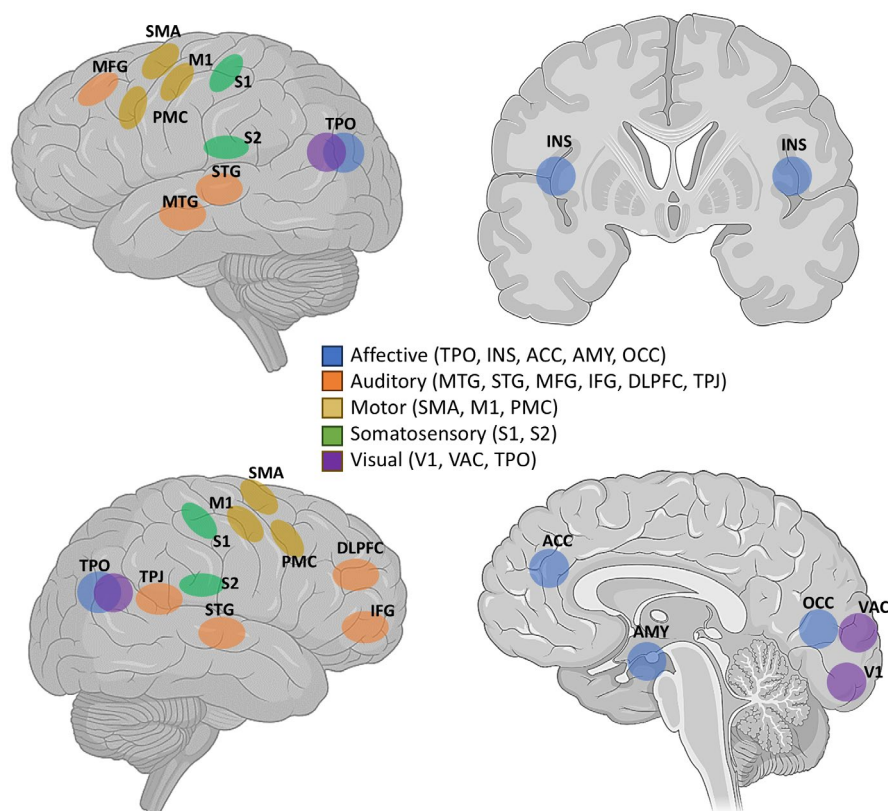 SMA
MFG
M1
S1
PMC
S2
TPO
STG
MTG
INS
INS
Affective (TPO, INS, ACC, AMY, OCC)
Auditory (MTG, STG, MFG, IFG, DLPFC, TPJ)
Motor (SMA, M1, PMC)
Somatosensory (S1, S2)
Visual (V1, VAC, TPO)
SMA
M1
S1
PMC
DLPFC
TPO
TPJ
S2
STG
IFG
ACC
AMY
OCC
VAC
V1